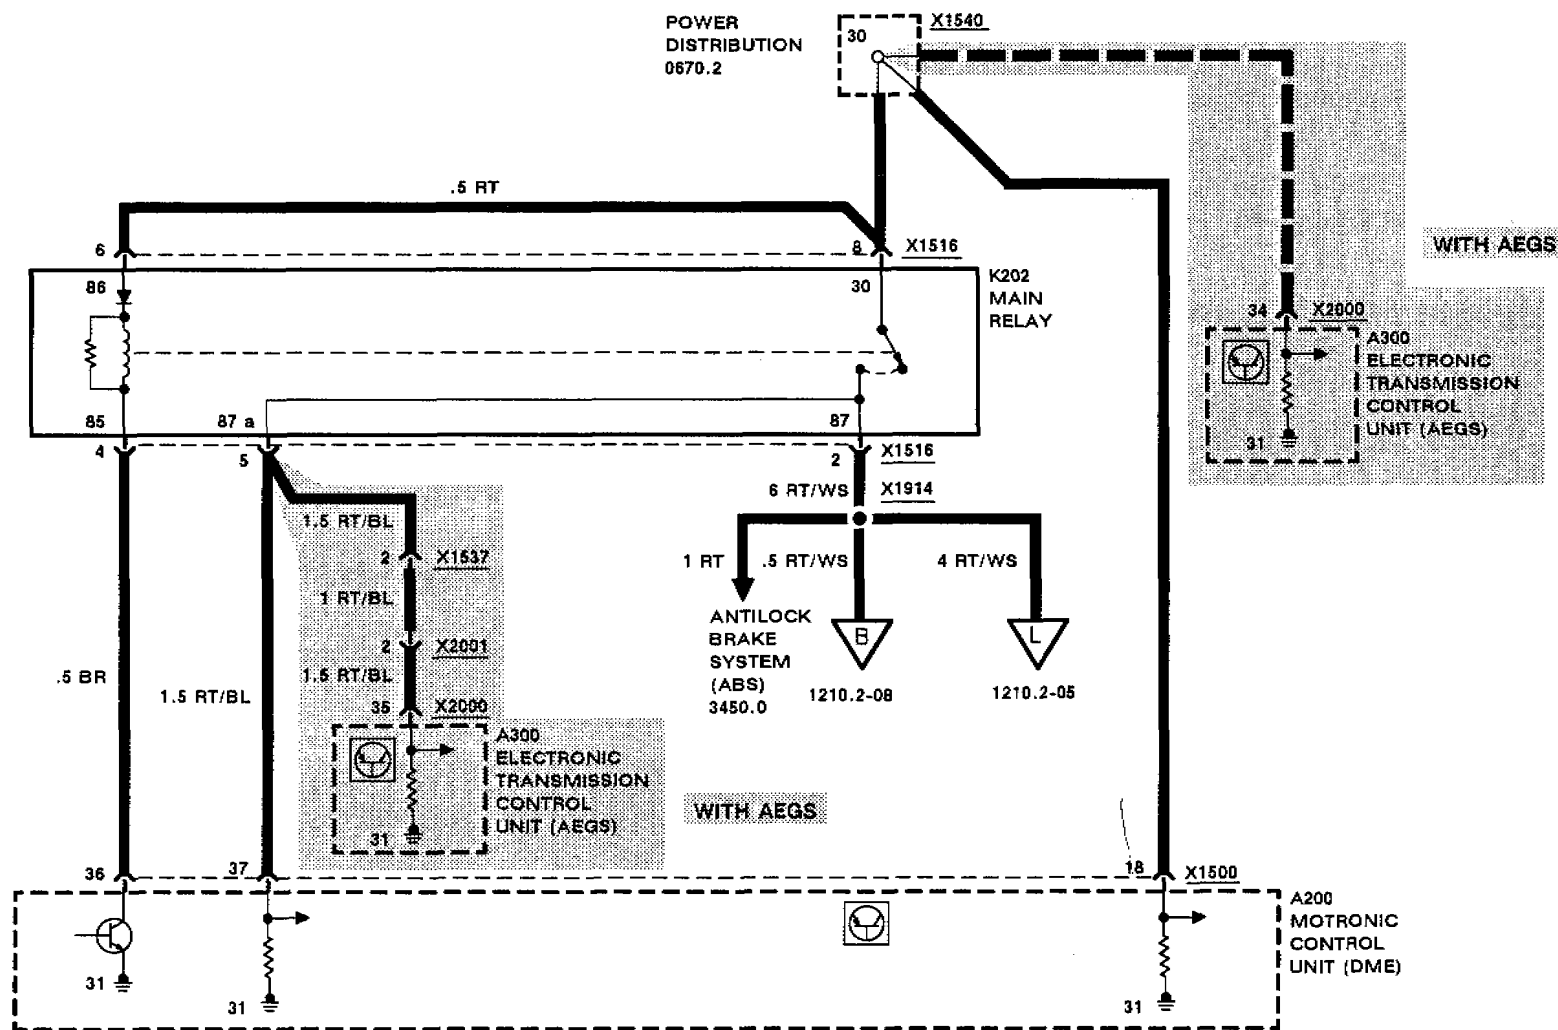 POWER
DISTRIBUTION
0670.2
30
X1540
.5 RT
6
8
X1516
WITH AEGS
86
30
K202
MAIN
RELAY
34
X2000
A300
ELECTRONIC
TRANSMISSION
CONTROL
UNIT (AEGS)
31
85
87 a
87
4
5
2
X1516
6 RT/WS
X1914
1.5 RT/BL
2
X1537
1 RT
.5 RT/WS
4 RT/WS
1 RT/BL
ANTILOCK
BRAKE
SYSTEM
(ABS)
3450.0
B
1210.2-08
L
1210.2-05
2
X2001
.5 BR
1.5 RT/BL
1.5 RT/BL
35
X2000
A300
ELECTRONIC
TRANSMISSION
CONTROL
UNIT (AEGS)
31
WITH AEGS
36
37
18
X1500
A200
MOTRONIC
CONTROL
UNIT (DME)
31
31
31